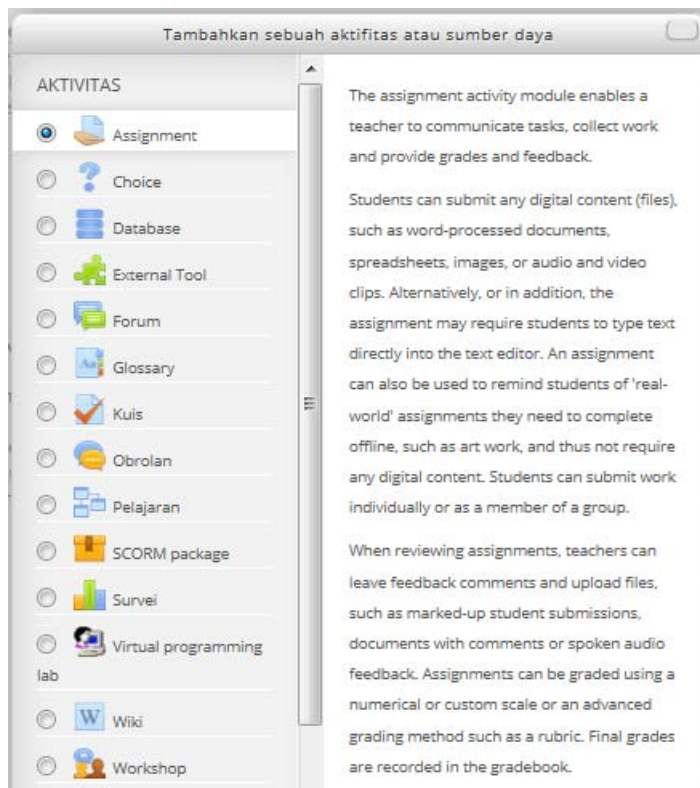 Tambahkan sebuah aktifitas atau sumber daya
AKTIVITAS
Assignment
Choice
Database
External Tool
Forum
Glossary
Kuis
Obrolan
Pelajaran
SCORM package
Survei
Virtual programming
lab
Wiki
Workshop
The assignment activity module enables a
teacher to communicate tasks, collect work
and provide grades and feedback.
Students can submit any digital content (files),
such as word-processed documents,
spreadsheets, images, or audio and video
clips. Alternatively, or in addition, the
assignment may require students to type text
directly into the text editor. An assignment
can also be used to remind students of 'real-
world' assignments they need to complete
offline, such as art work, and thus not require
any digital content. Students can submit work
individually or as a member of a group.
When reviewing assignments, teachers can
leave feedback comments and upload files,
such as marked-up student submissions,
documents with comments or spoken audio
feedback. Assignments can be graded using a
numerical or custom scale or an advanced
grading method such as a rubric. Final grades
are recorded in the gradebook.